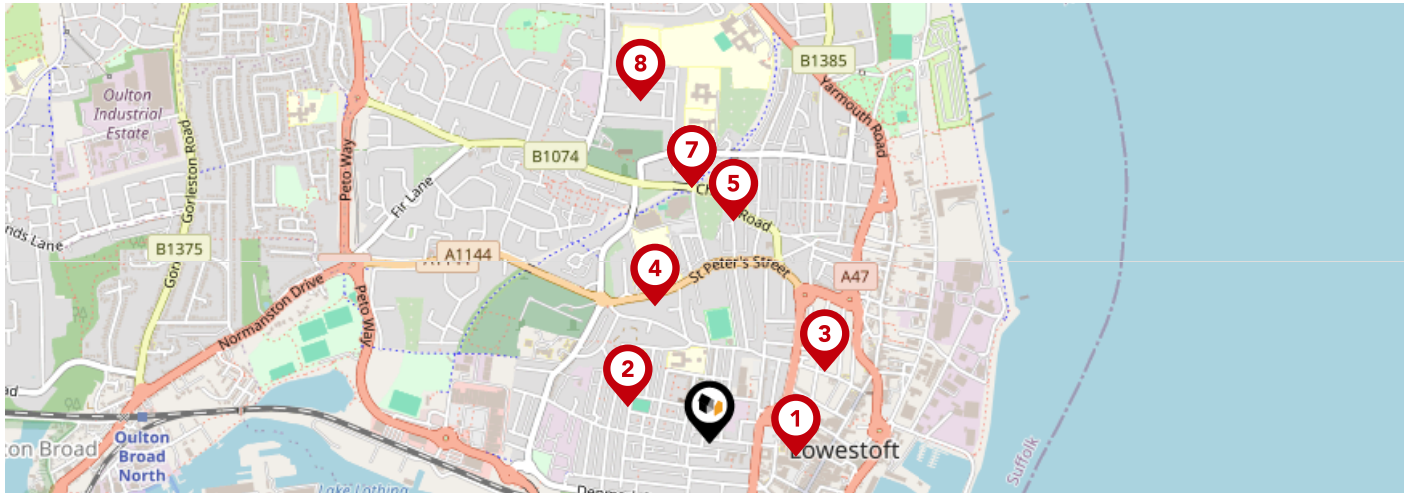 8
B1385
Oulton
Industrial
Estate
Yarmouth Road
Gorleston Road
Peto Way
B1074
7
Fir Lane
5
Road
nds Lane
B1375
A1144
4
St Peter's Street
A47
Normanston Drive
Peto Way
3
2
1
Lowestoft
Oulton
Broad
North
ton Broad
Suffolk
Lake Lothing